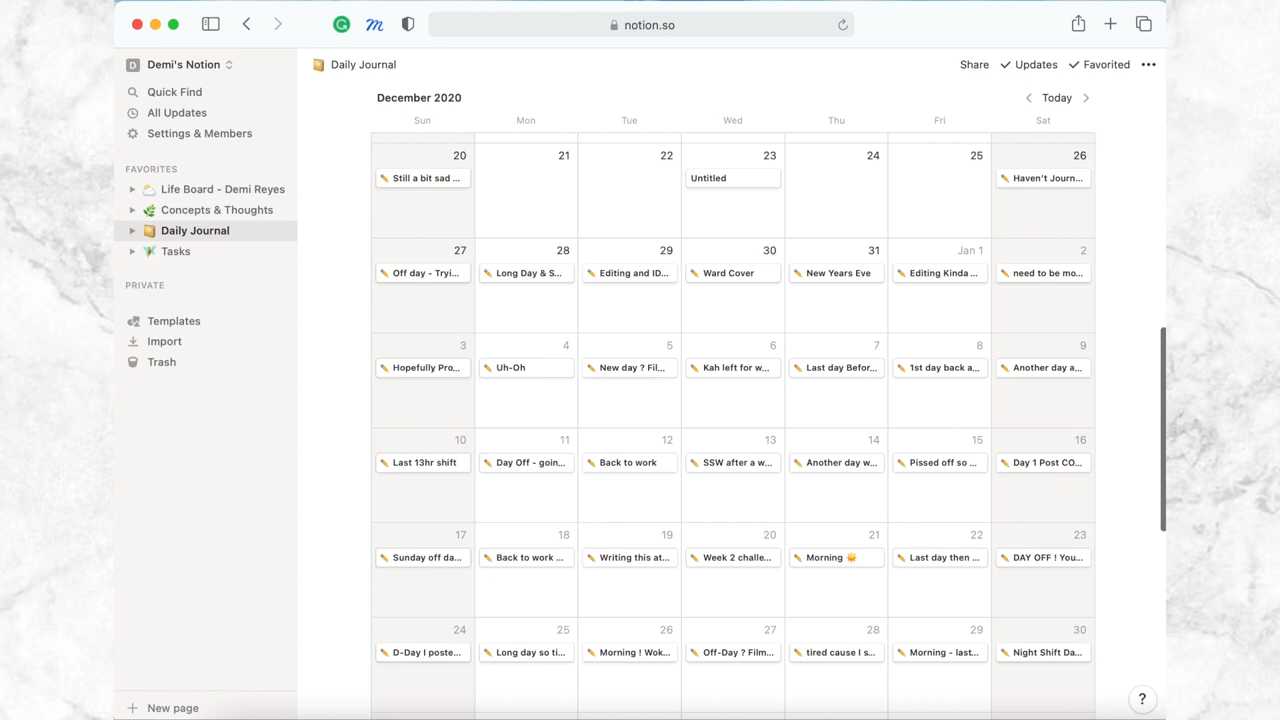 notion.so
Demi's Notion
Quick Find
All Updates
Settings & Members
FAVORITES
Life Board - Demi Reyes
Concepts & Thoughts
Daily Journal
Tasks
PRIVATE
Templates
Import
Trash
New page
Daily Journal
Share Updates Favorited •••
December 2020
Today
Sun Mon Tue Wed Thu Fri Sat
20 21 22 23 24 25 26
Still a bit sad ... Untitled Haven't Journ...
27 28 29 30 31 Jan 1 2
Off day - Tryi... Long Day & S... Editing and ID... Ward Cover New Years Eve Editing Kinda ... need to be mo...
3 4 5 6 7 8 9
Hopefully Pro... Uh-Oh New day ? Fil... Kah left for w... Last day Befor... 1st day back a... Another day a...
10 11 12 13 14 15 16
Last 13hr shift Day Off - goin... Back to work SSW after a w... Another day w... Pissed off so ... Day 1 Post CO...
17 18 19 20 21 22 23
Sunday off da... Back to work ... Writing this at... Week 2 challe... Morning ☀️ Last day then ... DAY OFF ! You...
24 25 26 27 28 29 30
D-Day I poste... Long day so ti... Morning ! Wok... Off-Day ? Film... tired cause I s... Morning - last... Night Shift Da...
?